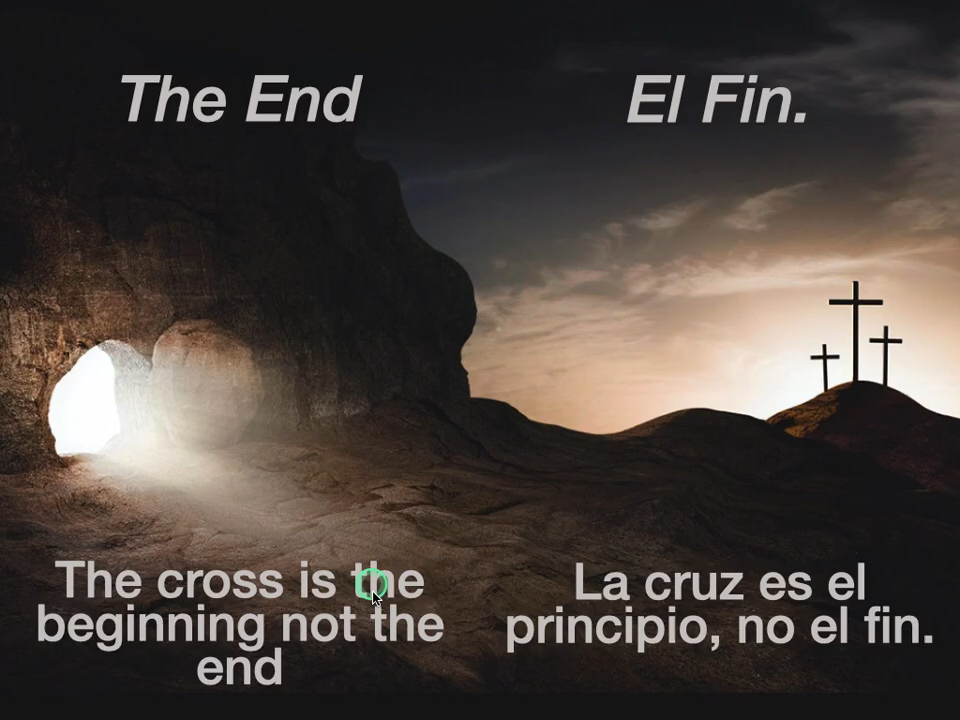 The End
El Fin.
The cross is the
beginning not the
end
La cruz es el
principio, no el fin.